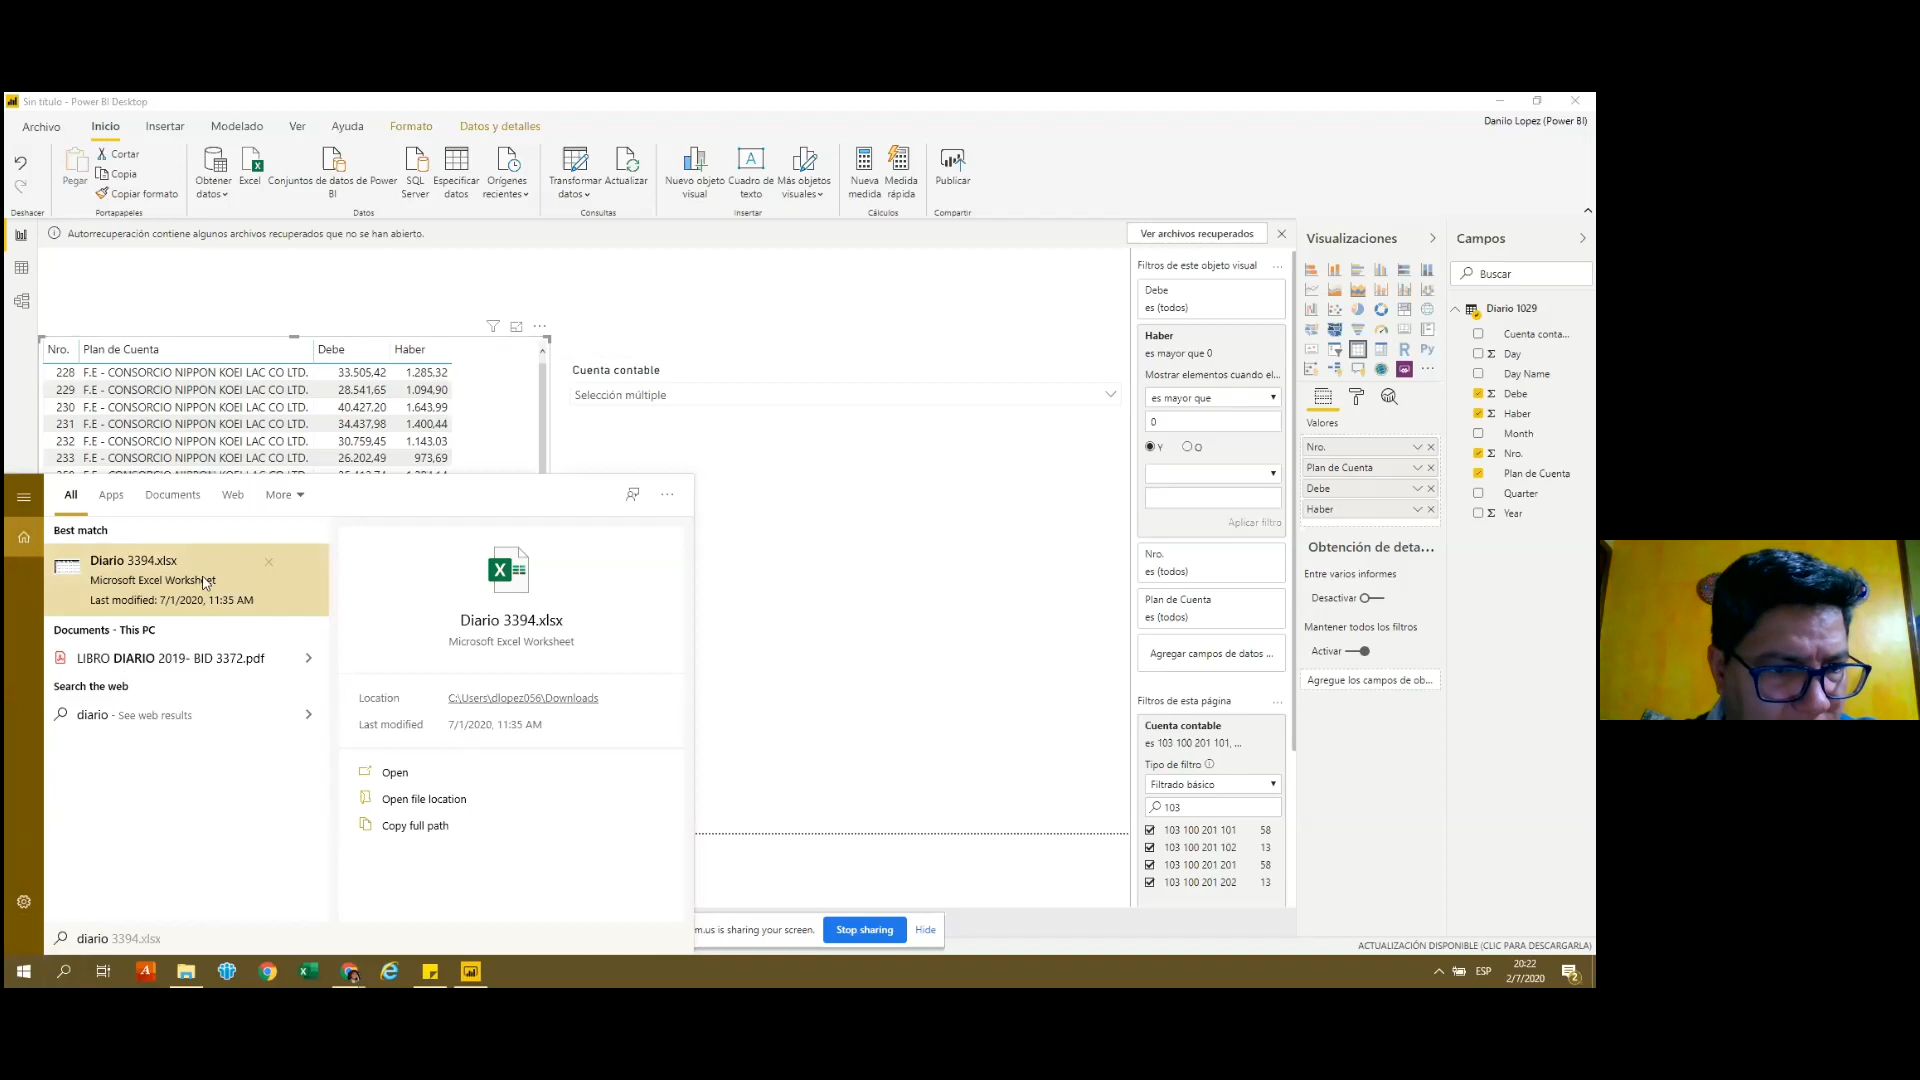 Sin título - Power BI Desktop
Danilo Lopez (Power BI)
Archivo Inicio Insertar Modelado Ver Ayuda Formato Datos y detalles
Pegar
Cortar
Copia
Copiar formato
Obtener datos
Excel
Conjuntos de datos de Power BI
SQL Server
Especificar datos
Orígenes recientes
Transformar datos
Actualizar
Nuevo objeto visual
Cuadro de texto
Más objetos visuales
Nueva medida
Medida rápida
Publicar
Deshacer Portapapeles Datos Consultas Insertar Cálculos Compartir
Autorrecuperación contiene algunos archivos recuperados que no se han abierto.
Ver archivos recuperados
Nro. Plan de Cuenta Debe Haber
228 F.E - CONSORCIO NIPPON KOEI LAC CO LTD. 33.505,42 1.285,32
229 F.E - CONSORCIO NIPPON KOEI LAC CO LTD. 28.541,65 1.094,90
230 F.E - CONSORCIO NIPPON KOEI LAC CO LTD. 40.427,20 1.643,99
231 F.E - CONSORCIO NIPPON KOEI LAC CO LTD. 34.437,98 1.400,44
232 F.E - CONSORCIO NIPPON KOEI LAC CO LTD. 30.759,45 1.143,03
233 F.E - CONSORCIO NIPPON KOEI LAC CO LTD. 26.202,49 973,69
Cuenta contable
Selección múltiple
All Apps Documents Web More
Best match
Diario 3394.xlsx
Microsoft Excel Worksheet
Last modified: 7/1/2020, 11:35 AM
Documents - This PC
LIBRO DIARIO 2019- BID 3372.pdf
Search the web
diario - See web results
Diario 3394.xlsx
Microsoft Excel Worksheet
Location C:\Users\dlopez056\Downloads
Last modified 7/1/2020, 11:35 AM
Open
Open file location
Copy full path
diario 3394.xlsx
m.us is sharing your screen. Stop sharing Hide
Filtros de este objeto visual
Debe
es (todos)
Haber
es mayor que 0
Mostrar elementos cuando el...
es mayor que
0
Y O
Aplicar filtro
Nro.
es (todos)
Plan de Cuenta
es (todos)
Agregar campos de datos ...
Filtros de esta página
Cuenta contable
es 103 100 201 101, ...
Tipo de filtro
Filtrado básico
103
103 100 201 101 58
103 100 201 102 13
103 100 201 201 58
103 100 201 202 13
Visualizaciones
R Py
Valores
Nro.
Plan de Cuenta
Debe
Haber
Obtención de deta...
Entre varios informes
Desactivar
Mantener todos los filtros
Activar
Agregue los campos de ob...
Campos
Buscar
Diario 1029
Cuenta conta...
Day
Day Name
Debe
Haber
Month
Nro.
Plan de Cuenta
Quarter
Year
ACTUALIZACIÓN DISPONIBLE (CLIC PARA DESCARGARLA)
ESP
20:22
2/7/2020
2